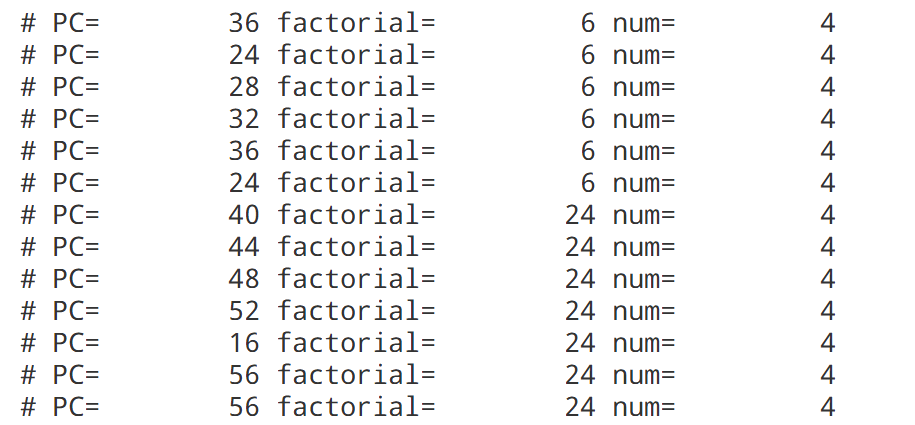 # PC=         36 factorial=          6 num=          4
# PC=         24 factorial=          6 num=          4
# PC=         28 factorial=          6 num=          4
# PC=         32 factorial=          6 num=          4
# PC=         36 factorial=          6 num=          4
# PC=         24 factorial=          6 num=          4
# PC=         40 factorial=         24 num=          4
# PC=         44 factorial=         24 num=          4
# PC=         48 factorial=         24 num=          4
# PC=         52 factorial=         24 num=          4
# PC=         16 factorial=         24 num=          4
# PC=         56 factorial=         24 num=          4
# PC=         56 factorial=         24 num=          4